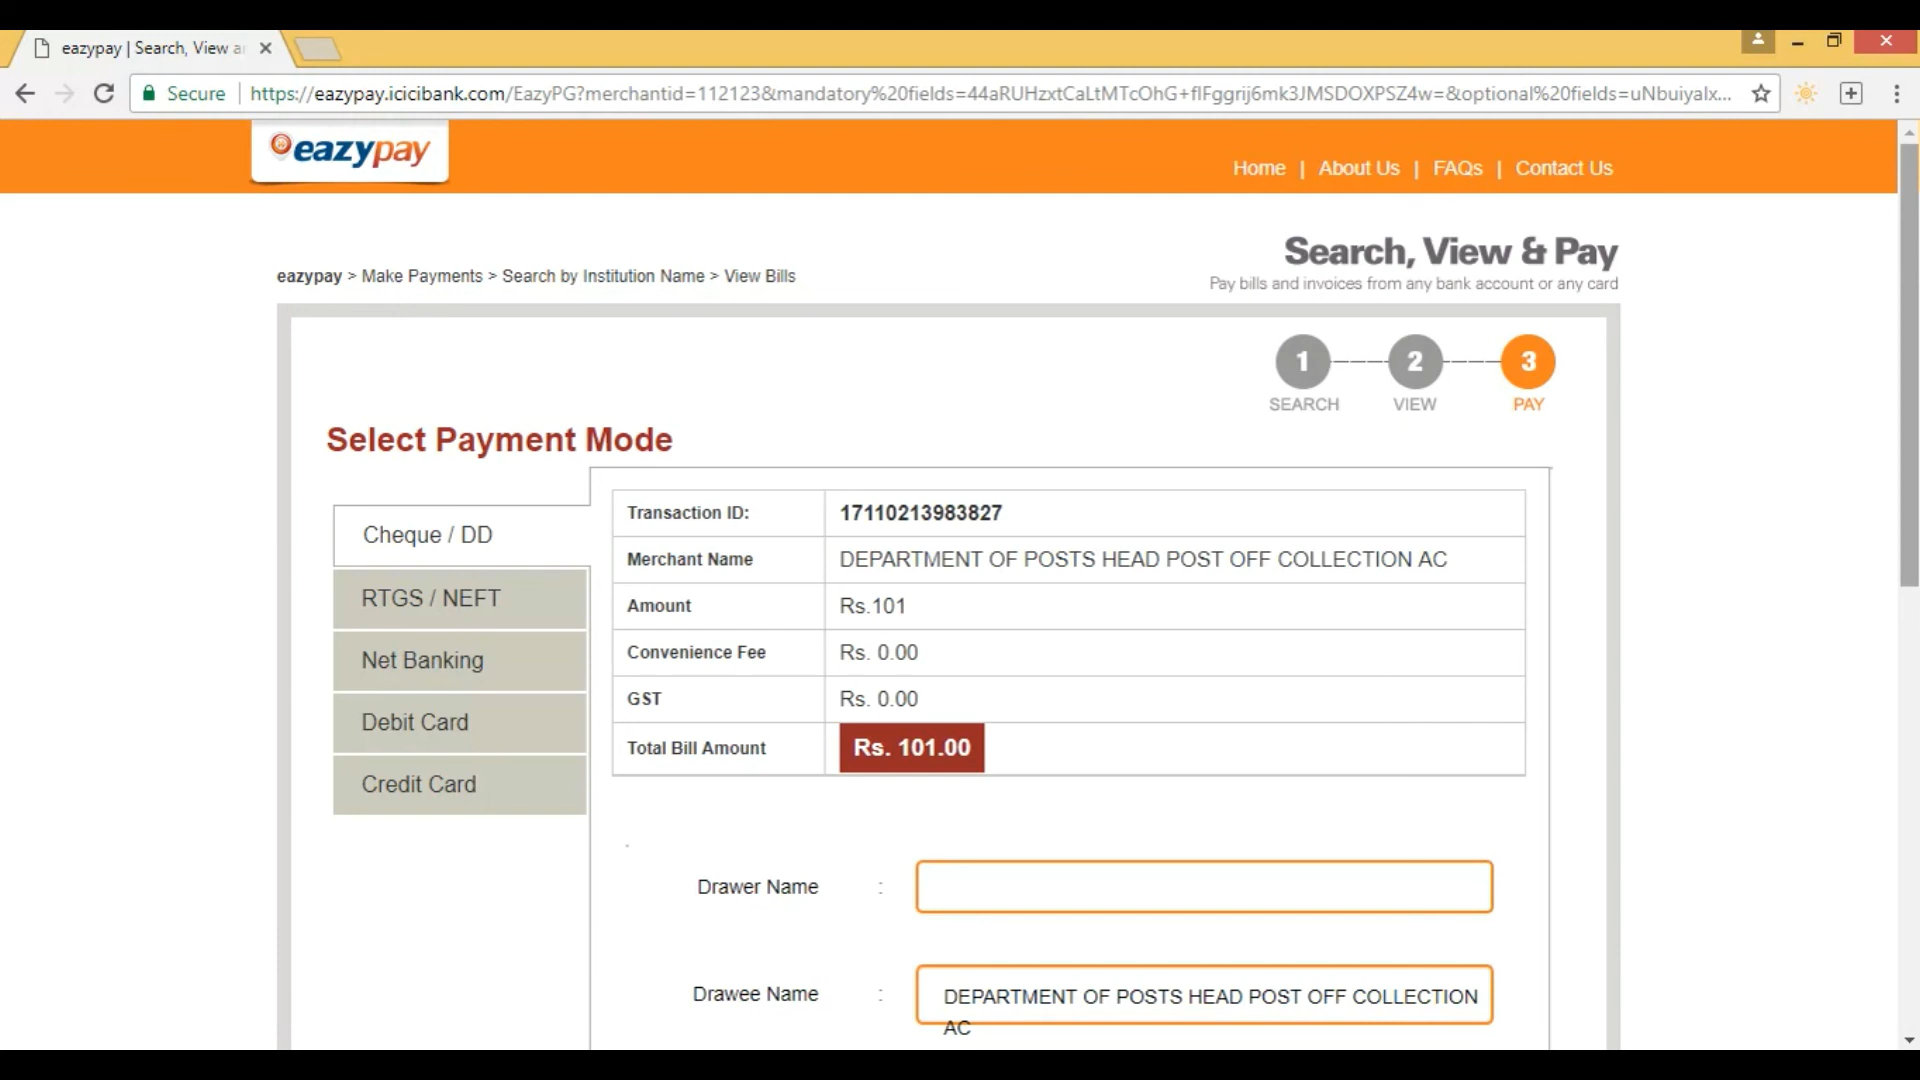 eazypay | Search, View a
Secure https://eazypay.icicibank.com/EazyPG?merchantid=112123&mandatory%20fields=44aRUHzxtCaLtMTcOhG+flFggrij6mk3JMSDOXPSZ4w=&optional%20fields=uNbuiyalx...
eazypay
Home | About Us | FAQs | Contact Us
Search, View & Pay
Pay bills and invoices from any bank account or any card
eazypay > Make Payments > Search by Institution Name > View Bills
1 2 3
SEARCH VIEW PAY
Select Payment Mode
Cheque / DD
RTGS / NEFT
Net Banking
Debit Card
Credit Card
Transaction ID: 17110213983827
Merchant Name DEPARTMENT OF POSTS HEAD POST OFF COLLECTION AC
Amount Rs.101
Convenience Fee Rs. 0.00
GST Rs. 0.00
Total Bill Amount Rs. 101.00
Drawer Name :
Drawee Name : DEPARTMENT OF POSTS HEAD POST OFF COLLECTION
AC